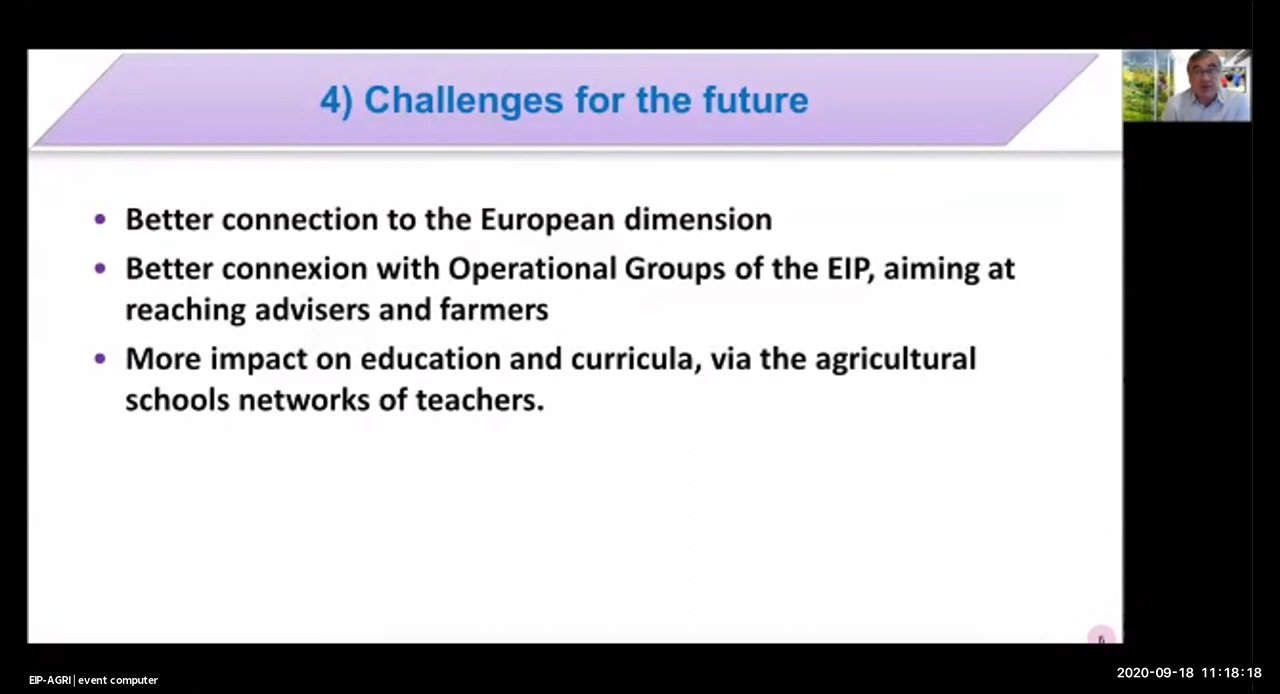 4) Challenges for the future
• Better connection to the European dimension
• Better connexion with Operational Groups of the EIP, aiming at
reaching advisers and farmers
• More impact on education and curricula, via the agricultural
schools networks of teachers.
EIP-AGRI| event computer
2020-09-18 11:18:18